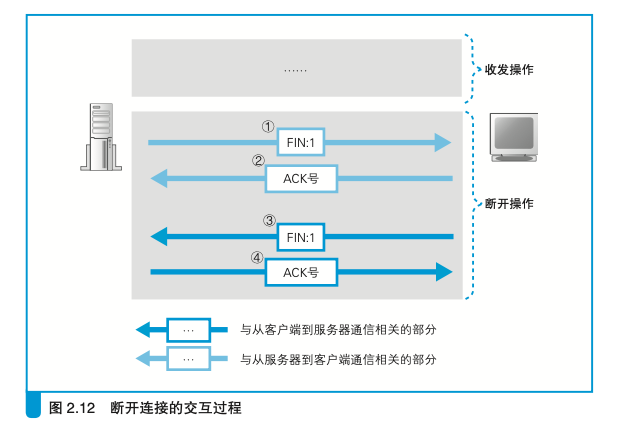 ……
收发操作
①
FIN:1
②
ACK号
③
FIN:1
④
ACK号
断开操作
… 与从客户端到服务器通信相关的部分
… 与从服务器到客户端通信相关的部分
图 2.12 断开连接的交互过程